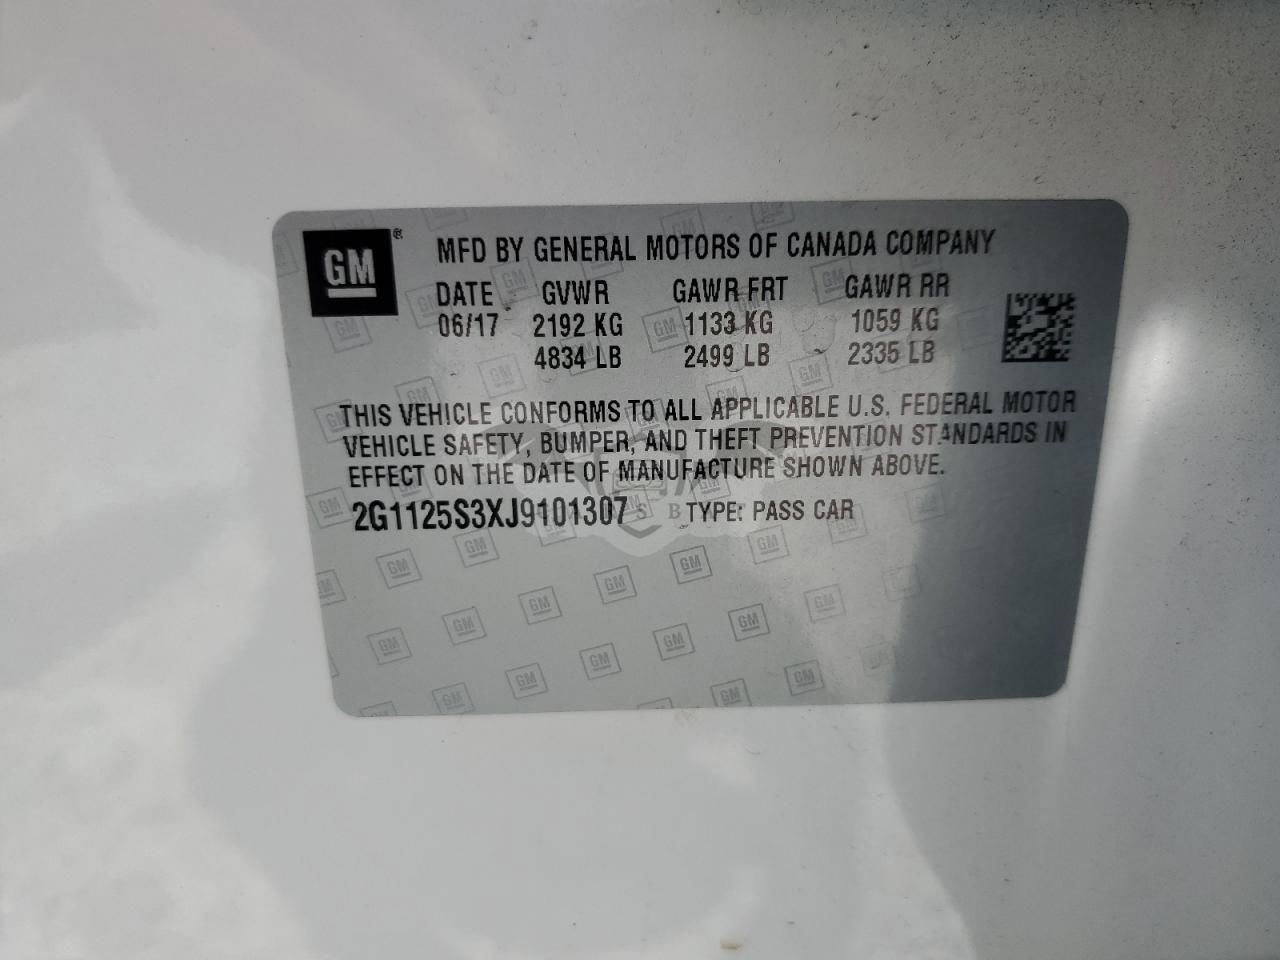 GM® MFD BY GENERAL MOTORS OF CANADA COMPANY
DATE GVWR GAWR FRT GAWR RR
06/17 2192 KG 1133 KG 1059 KG
4834 LB 2499 LB 2335 LB
THIS VEHICLE CONFORMS TO ALL APPLICABLE U.S. FEDERAL MOTOR
VEHICLE SAFETY, BUMPER, AND THEFT PREVENTION STANDARDS IN
EFFECT ON THE DATE OF MANUFACTURE SHOWN ABOVE.
2G1125S3XJ9101307 TYPE: PASS CAR